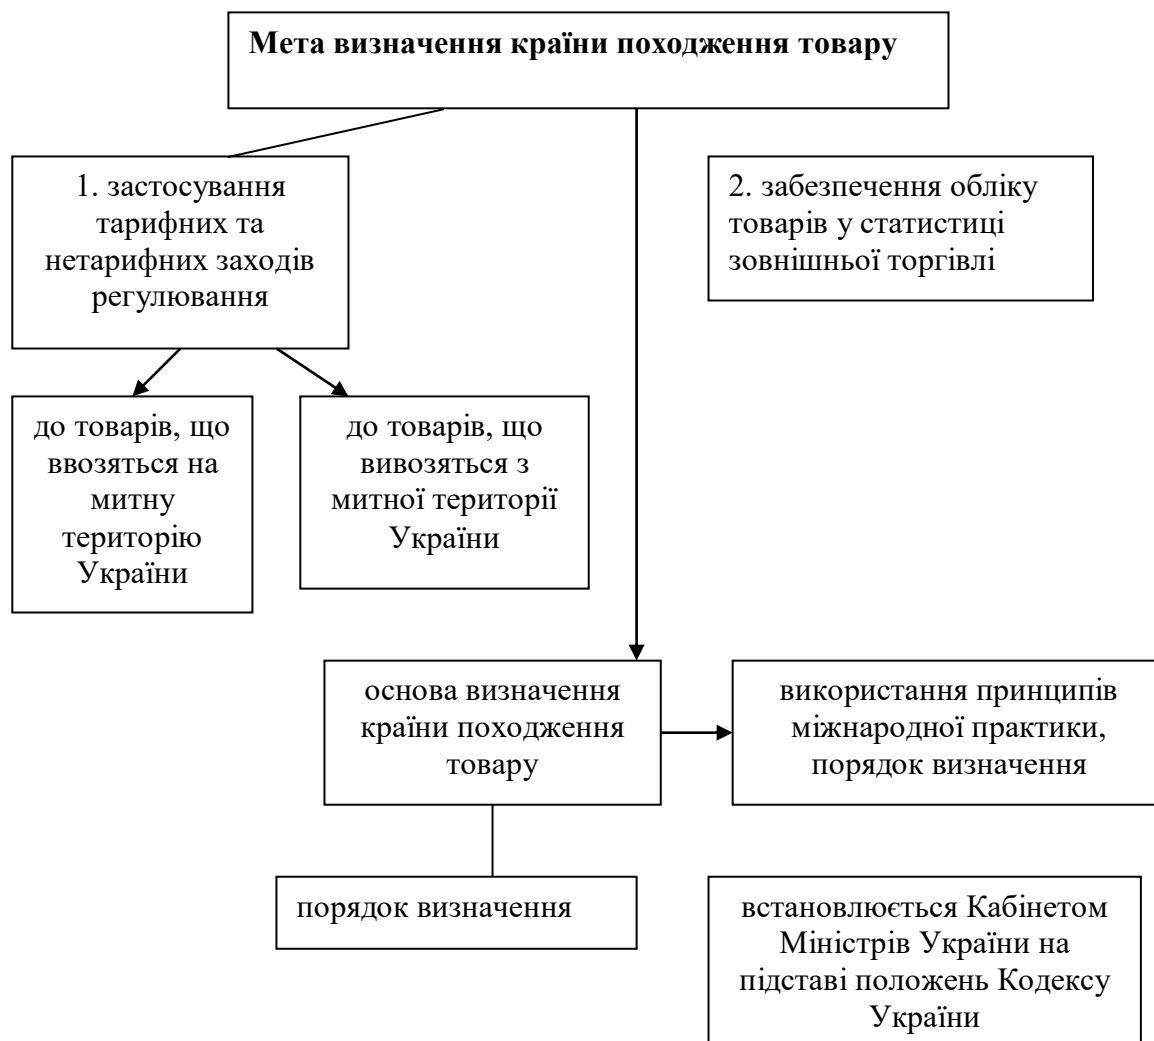 Мета визначення країни походження товару
1. застосування
тарифних та
нетарифних заходів
регулювання
2. забезпечення обліку
товарів у статистиці
зовнішньої торгівлі
до товарів, що
ввозяться на
митну
територію
України
до товарів, що
вивозяться з
митної території
України
основа визначення
країни походження
товару
використання принципів
міжнародної практики,
порядок визначення
порядок визначення
встановлюється Кабінетом
Міністрів України на
підставі положень Кодексу
України